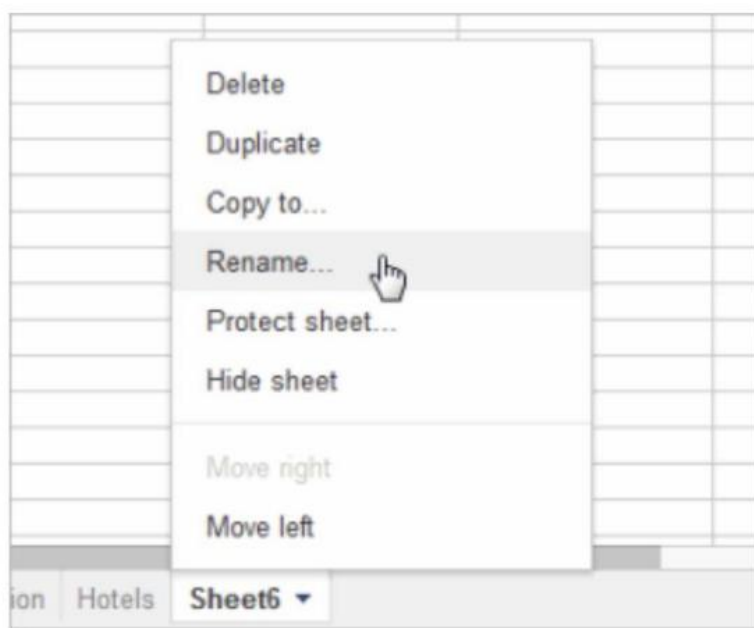 Delete
Duplicate
Copy to...
Rename...
Protect sheet...
Hide sheet
Move right
Move left
ion Hotels Sheet6